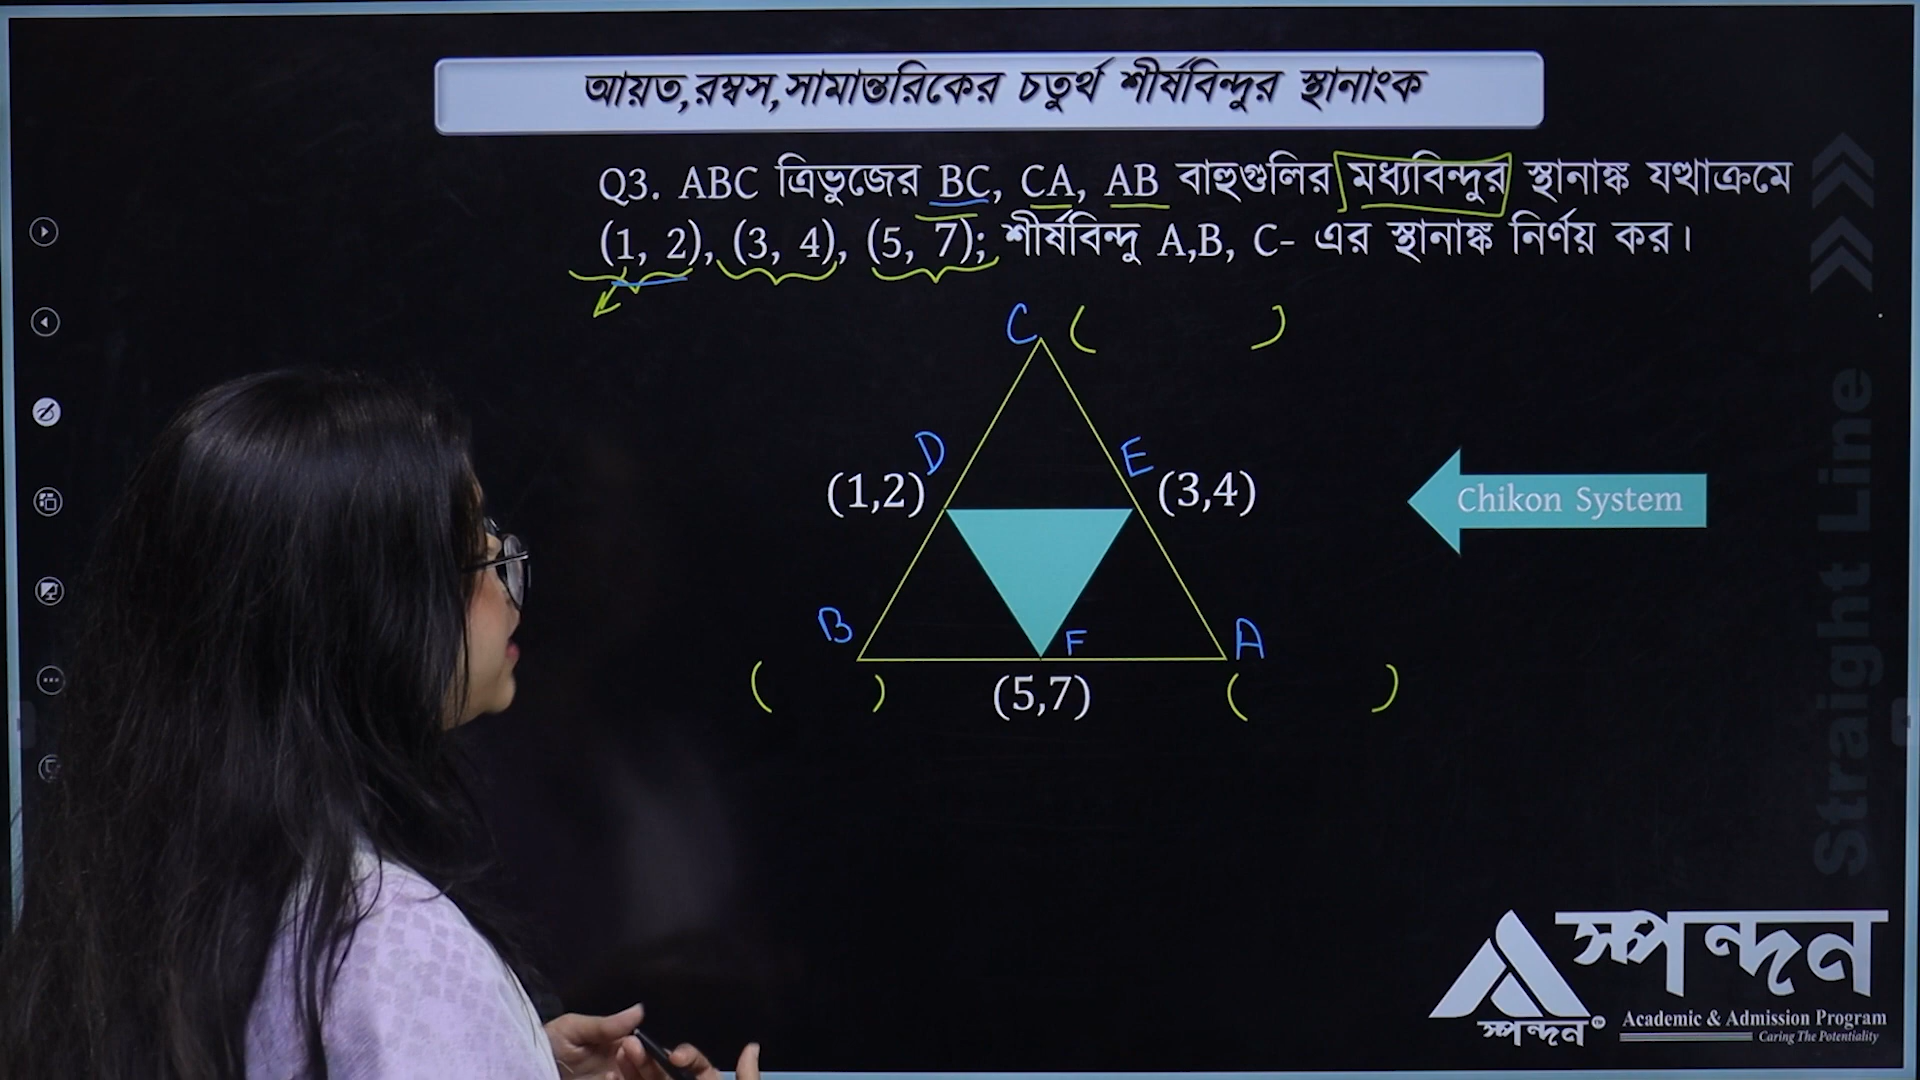 আয়ত,রম্বস,সামান্তরিকের চতুর্থ শীর্ষবিন্দুর স্থানাংক
Q3. ABC ত্রিভুজের BC, CA, AB বাহুগুলির মধ্যবিন্দুর স্থানাঙ্ক যথাক্রমে
(1, 2), (3, 4), (5, 7); শীর্ষবিন্দু A,B, C- এর স্থানাঙ্ক নির্ণয় কর।
C ( )
D
E
(1,2)
(3,4)
Chikon System
B
F
A
( )
(5,7)
( )
Straight Line
স্পন্দন
স্পন্দন
Academic & Admission Program
Caring The Potentiality